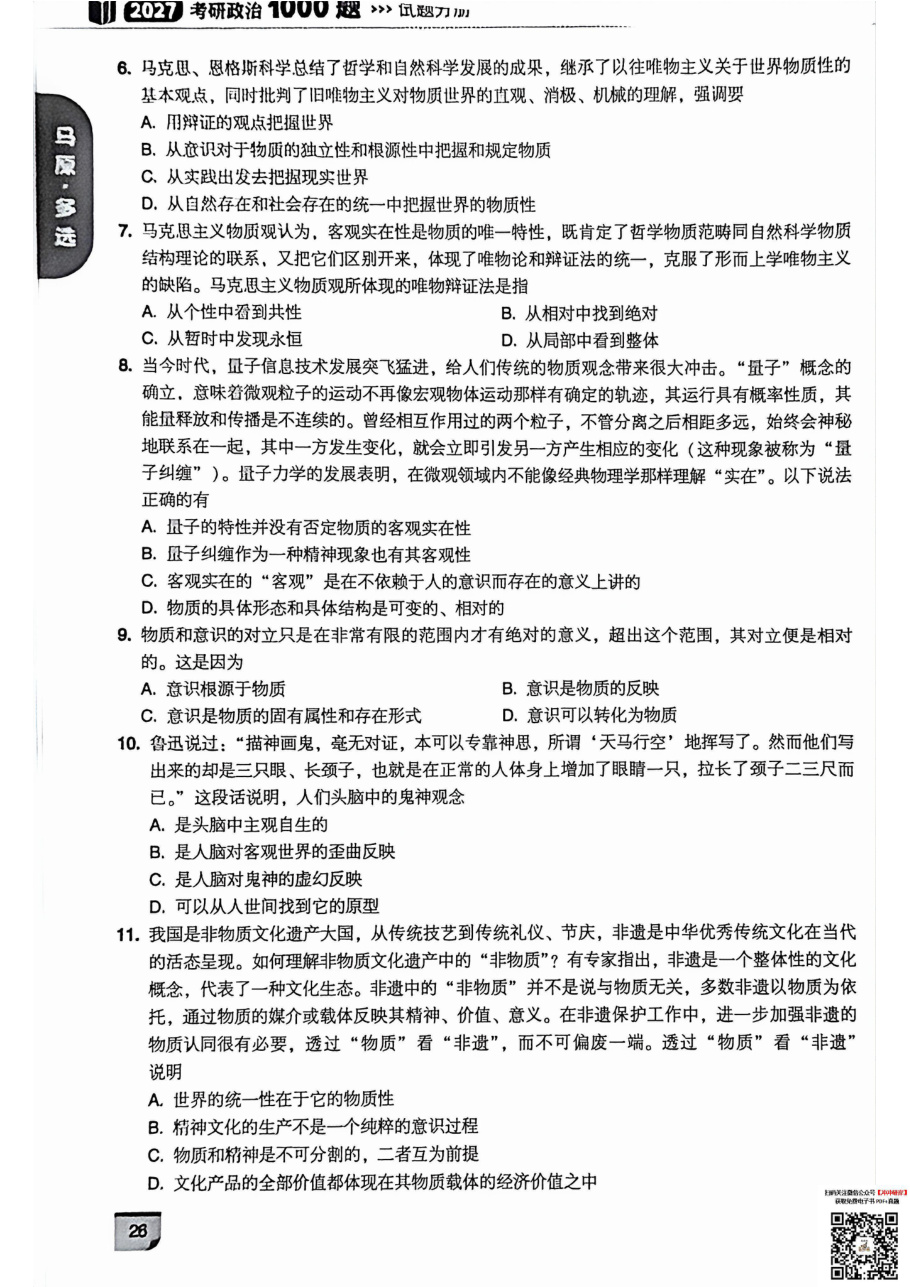 2027 考研政治 1000 题 >>> 试题分册
马原·多选
6. 马克思、恩格斯科学总结了哲学和自然科学发展的成果，继承了以往唯物主义关于世界物质性的
基本观点，同时批判了旧唯物主义对物质世界的直观、消极、机械的理解，强调要
A. 用辩证的观点把握世界
B. 从意识对于物质的独立性和根源性中把握和规定物质
C. 从实践出发去把握现实世界
D. 从自然存在和社会存在的统一中把握世界的物质性
7. 马克思主义物质观认为，客观实在性是物质的唯一特性，既肯定了哲学物质范畴同自然科学物质
结构理论的联系，又把它们区别开来，体现了唯物论和辩证法的统一，克服了形而上学唯物主义
的缺陷。马克思主义物质观所体现的唯物辩证法是指
A. 从个性中看到共性 B. 从相对中找到绝对
C. 从暂时中发现永恒 D. 从局部中看到整体
8. 当今时代，量子信息技术发展突飞猛进，给人们传统的物质观念带来很大冲击。“量子”概念的
确立，意味着微观粒子的运动不再像宏观物体运动那样有确定的轨迹，其运行具有概率性质，其
能量释放和传播是不连续的。曾经相互作用过的两个粒子，不管分离之后相距多远，始终会神秘
地联系在一起，其中一方发生变化，就会立即引发另一方产生相应的变化（这种现象被称为“量
子纠缠”）。量子力学的发展表明，在微观领域内不能像经典物理学那样理解“实在”。以下说法
正确的有
A. 量子的特性并没有否定物质的客观实在性
B. 量子纠缠作为一种精神现象也有其客观性
C. 客观实在的“客观”是在不依赖于人的意识而存在的意义上讲的
D. 物质的具体形态和具体结构是可变的、相对的
9. 物质和意识的对立只是在非常有限的范围内才有绝对的意义，超出这个范围，其对立便是相对
的。这是因为
A. 意识根源于物质 B. 意识是物质的反映
C. 意识是物质的固有属性和存在形式 D. 意识可以转化为物质
10. 鲁迅说过：“描神画鬼，毫无对证，本可以专靠神思，所谓‘天马行空’地挥写了。然而他们写
出来的却是三只眼、长颈子，也就是在正常的人体身上增加了眼睛一只，拉长了颈子二三尺而
已。”这段话说明，人们头脑中的鬼神观念
A. 是头脑中主观自生的
B. 是人脑对客观世界的歪曲反映
C. 是人脑对鬼神的虚幻反映
D. 可以从人世间找到它的原型
11. 我国是非物质文化遗产大国，从传统技艺到传统礼仪、节庆，非遗是中华优秀传统文化在当代
的活态呈现。如何理解非物质文化遗产中的“非物质”？有专家指出，非遗是一个整体性的文化
概念，代表了一种文化生态。非遗中的“非物质”并不是说与物质无关，多数非遗以物质为依
托，通过物质的媒介或载体反映其精神、价值、意义。在非遗保护工作中，进一步加强非遗的
物质认同很有必要，透过“物质”看“非遗”，而不可偏废一端。透过“物质”看“非遗”
说明
A. 世界的统一性在于它的物质性
B. 精神文化的生产不是一个纯粹的意识过程
C. 物质和精神是不可分割的，二者互为前提
D. 文化产品的全部价值都体现在其物质载体的经济价值之中
26
扫码关注微信公众号【冲冲研官】
获取免费电子书PDF+真题